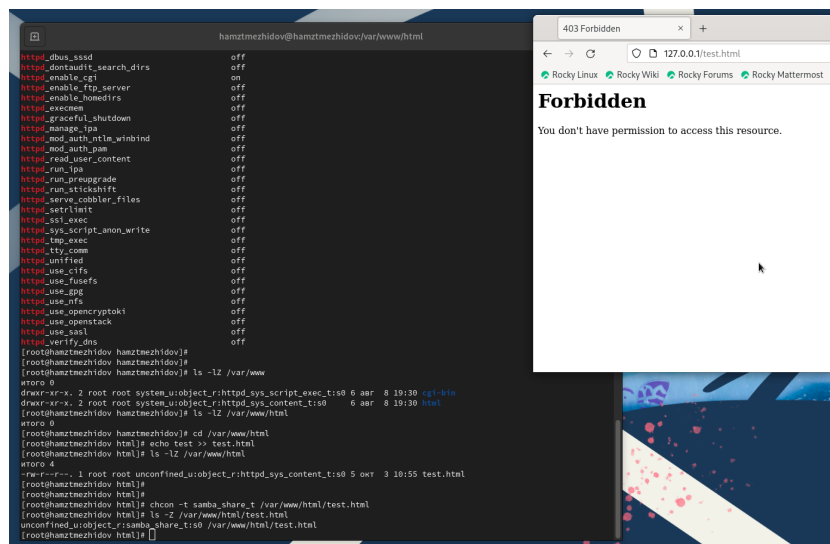 hamztmezhidov@hamztmezhidov:/var/www/html
httpd_dbus_sssd off
httpd_dontaudit_search_dirs off
httpd_enable_cgi on
httpd_enable_ftp_server off
httpd_enable_homedirs off
httpd_execmem off
httpd_graceful_shutdown off
httpd_manage_ipa off
httpd_mod_auth_ntlm_winbind off
httpd_mod_auth_pam off
httpd_read_user_content off
httpd_run_ipa off
httpd_run_preupgrade off
httpd_run_stickshift off
httpd_serve_cobbler_files off
httpd_setrlimit off
httpd_ssi_exec off
httpd_sys_script_anon_write off
httpd_tmp_exec off
httpd_tty_comm off
httpd_unified off
httpd_use_cifs off
httpd_use_fusefs off
httpd_use_gpg off
httpd_use_nfs off
httpd_use_opencryptoki off
httpd_use_openstack off
httpd_use_sasl off
httpd_verify_dns off
[root@hamztmezhidov hamztmezhidov]#
[root@hamztmezhidov hamztmezhidov]#
[root@hamztmezhidov hamztmezhidov]# ls -lZ /var/www
итого 0
drwxr-xr-x. 2 root root system_u:object_r:httpd_sys_script_exec_t:s0 6 авг 8 19:30 cgi-bin
drwxr-xr-x. 2 root root system_u:object_r:httpd_sys_content_t:s0 6 авг 8 19:30 html
[root@hamztmezhidov hamztmezhidov]# ls -lZ /var/www/html
итого 0
[root@hamztmezhidov hamztmezhidov]# cd /var/www/html
[root@hamztmezhidov html]# echo test >> test.html
[root@hamztmezhidov html]# ls -lZ /var/www/html
итого 4
-rw-r--r--. 1 root root unconfined_u:object_r:httpd_sys_content_t:s0 5 окт 3 10:55 test.html
[root@hamztmezhidov html]#
[root@hamztmezhidov html]#
[root@hamztmezhidov html]# chcon -t samba_share_t /var/www/html/test.html
[root@hamztmezhidov html]# ls -Z /var/www/html/test.html
unconfined_u:object_r:samba_share_t:s0 /var/www/html/test.html
[root@hamztmezhidov html]#
403 Forbidden
127.0.0.1/test.html
Rocky Linux Rocky Wiki Rocky Forums Rocky Mattermost
Forbidden
You don't have permission to access this resource.